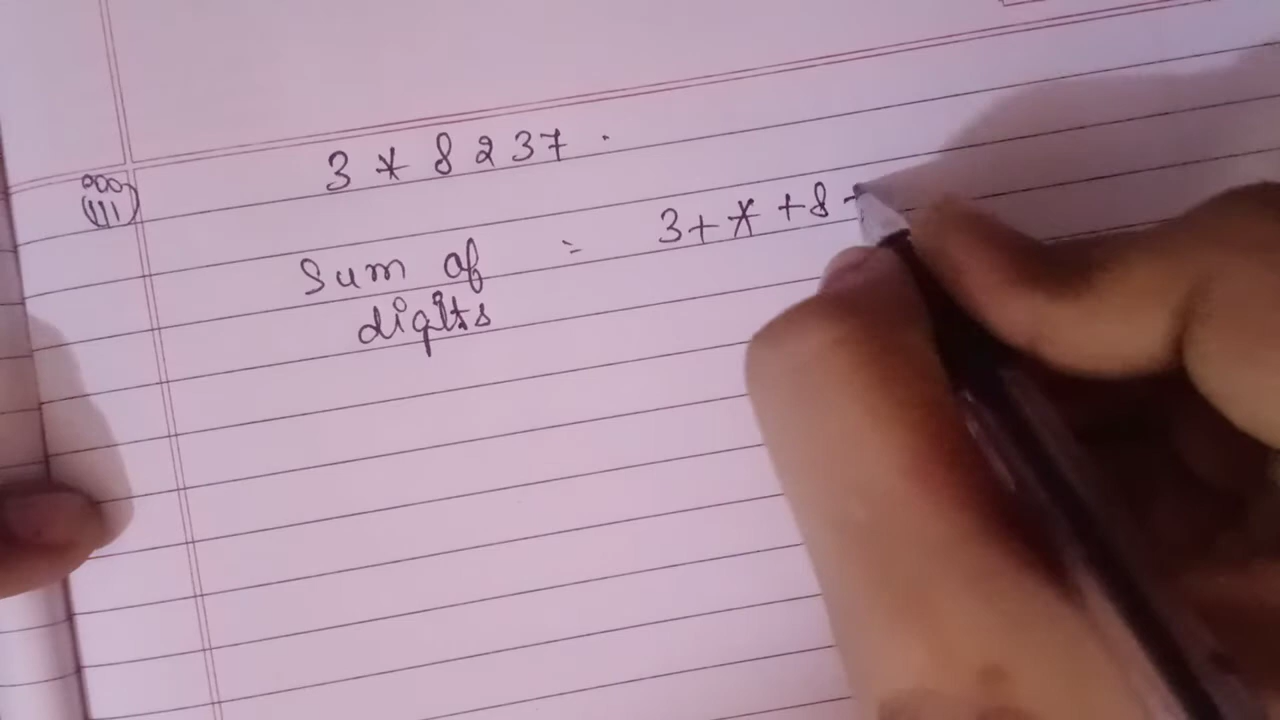 (iii) 3 * 8 2 3 7 .
Sum of = 3 + * + 8 +
digits